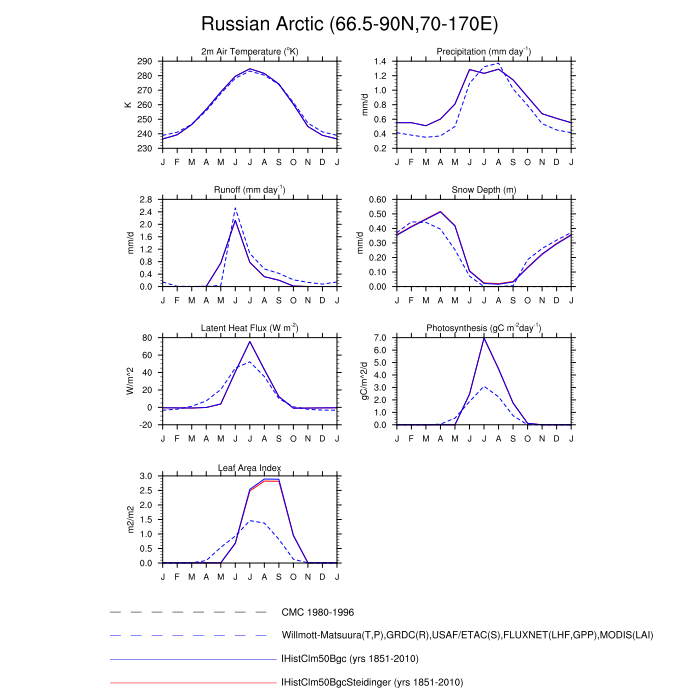 Russian Arctic (66.5-90N,70-170E)
2m Air Temperature (°K)
Precipitation (mm day-1)
290
280
270
260
250
240
230
K
J F M A M J J A S O N D J
1.4
1.2
1.0
0.8
0.6
0.4
0.2
mm/d
J F M A M J J A S O N D J
Runoff (mm day-1)
Snow Depth (m)
2.8
2.4
2.0
1.6
1.2
0.8
0.4
0.0
mm/d
J F M A M J J A S O N D J
0.60
0.50
0.40
0.30
0.20
0.10
0.00
mm/d
J F M A M J J A S O N D J
Latent Heat Flux (W m-2)
Photosynthesis (gC m-2day-1)
80
60
40
20
0
-20
W/m^2
J F M A M J J A S O N D J
7.0
6.0
5.0
4.0
3.0
2.0
1.0
0.0
gC/m^2/d
J F M A M J J A S O N D J
Leaf Area Index
3.0
2.5
2.0
1.5
1.0
0.5
0.0
m2/m2
J F M A M J J A S O N D J
CMC 1980-1996
Willmott-Matsuura(T,P),GRDC(R),USAF/ETAC(S),FLUXNET(LHF,GPP),MODIS(LAI)
IHistClm50Bgc (yrs 1851-2010)
IHistClm50BgcSteidinger (yrs 1851-2010)